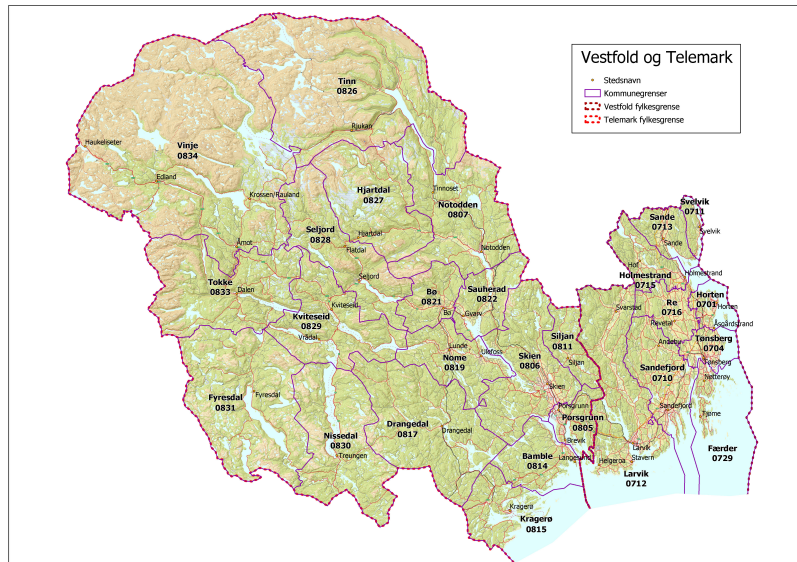 Vestfold og Telemark
Stedsnavn
Kommunegrenser
Vestfold fylkesgrense
Telemark fylkesgrense
Tinn
0826
Rjukan
Haukeliseter
Vinje
0834
Edland
Krossen/Rauland
Hjartdal
0827
Tinnoset
Notodden
0807
Seljord
0828
Hjartdal
Flatdal
Notodden
Åmot
Seljord
Tokke
0833
Dalen
Kviteseid
Kviteseid
0829
Vrådal
Bø
0821
Bø
Sauherad
0822
Gvarv
Lunde
Nome
0819
Ulefoss
Skien
0806
Skien
Siljan
0811
Siljan
Porsgrunn
Porsgrunn
0805
Brevik
Fyresdal
Fyresdal
0831
Nissedal
0830
Treungen
Drangedal
0817
Drangedal
Bamble
0814
Langesund
Kragerø
Kragerø
0815
Svelvik
0711
Svelvik
Sande
0713
Sande
Hof
Holmestrand
Holmestrand
0715
Horten
0701
Horten
Re
0716
Revetal
Svarstad
Åsgårdstrand
Andebu
Tønsberg
0704
Tønsberg
Sandefjord
0710
Nøtterøy
Sandefjord
Tjøme
Larvik
Stavern
Helgeroa
Larvik
0712
Færder
0729